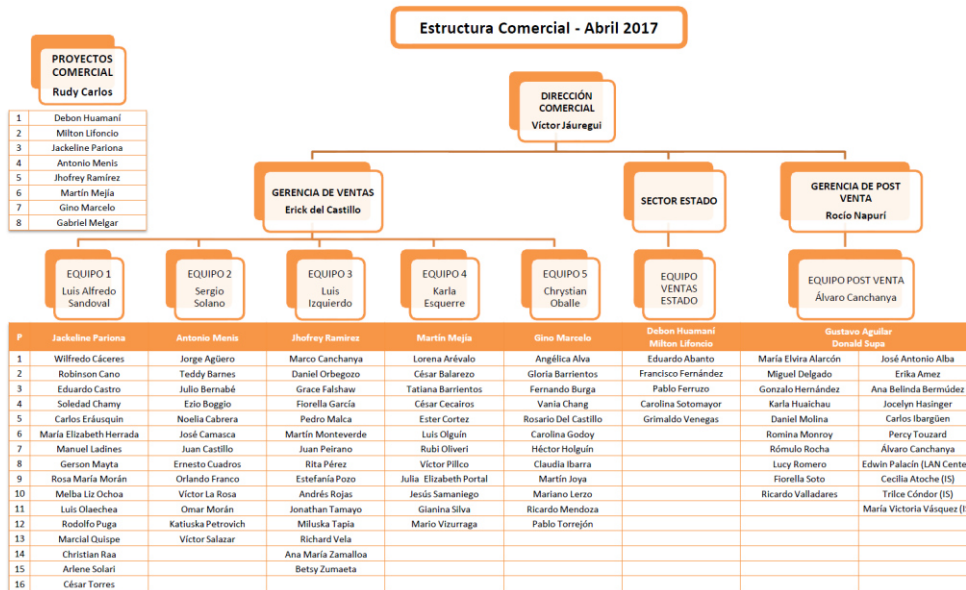 Estructura Comercial - Abril 2017
PROYECTOS
COMERCIAL
Rudy Carlos
1 Debon Huamaní
2 Milton Lifoncio
3 Jackeline Pariona
4 Antonio Menis
5 Jhofrey Ramírez
6 Martín Mejía
7 Gino Marcelo
8 Gabriel Melgar
DIRECCIÓN
COMERCIAL
Víctor Jáuregui
GERENCIA DE VENTAS
Erick del Castillo
SECTOR ESTADO
GERENCIA DE POST
VENTA
Rocío Napurí
EQUIPO 1
Luis Alfredo
Sandoval
EQUIPO 2
Sergio
Solano
EQUIPO 3
Luis
Izquierdo
EQUIPO 4
Karla
Esquerre
EQUIPO 5
Chrystian
Oballe
EQUIPO
VENTAS
ESTADO
EQUIPO POST VENTA
Álvaro Canchanya
P Jackeline Pariona Antonio Menis Jhofrey Ramirez Martín Mejía Gino Marcelo Debon Huamaní Milton Lifoncio Gustavo Aguilar Donald Supa
1 Wilfredo Cáceres Jorge Agüero Marco Canchanya Lorena Arévalo Angélica Alva Eduardo Abanto María Elvira Alarcón José Antonio Alba
2 Robinson Cano Teddy Barnes Daniel Orbegozo César Balarezo Gloria Barrientos Francisco Fernández Miguel Delgado Erika Amez
3 Eduardo Castro Julio Bernabé Grace Falshaw Tatiana Barrientos Fernando Burga Pablo Ferruzo Gonzalo Hernández Ana Belinda Bermúdez
4 Soledad Chamy Ezio Boggio Fiorella García César Cecairos Vania Chang Carolina Sotomayor Karla Huaichau Jocelyn Hasinger
5 Carlos Eráusquin Noelia Cabrera Pedro Malca Ester Cortez Rosario Del Castillo Grimaldo Venegas Daniel Molina Carlos Ibargüen
6 María Elizabeth Herrada José Camasca Martín Monteverde Luis Olguín Carolina Godoy Romina Monroy Percy Touzard
7 Manuel Ladines Juan Castillo Juan Peirano Rubi Oliveri Héctor Holguín Rómulo Rocha Álvaro Canchanya
8 Gerson Mayta Ernesto Cuadros Rita Pérez Víctor Pillco Claudia Ibarra Lucy Romero Edwin Palacín (LAN Cente
9 Rosa María Morán Orlando Franco Estefanía Pozo Julia Elizabeth Portal Martín Joya Fiorella Soto Cecilia Atoche (IS)
10 Melba Liz Ochoa Víctor La Rosa Andrés Rojas Jesús Samaniego Mariano Lerzo Ricardo Valladares Trilce Cóndor (IS)
11 Luis Olaechea Omar Morán Jonathan Tamayo Gianina Silva Ricardo Mendoza María Victoria Vásquez (I
12 Rodolfo Puga Katiuska Petrovich Miluska Tapia Mario Vizurraga Pablo Torrejón
13 Marcial Quispe Víctor Salazar Richard Vela
14 Christian Raa Ana María Zamalloa
15 Arlene Solari Betsy Zumaeta
16 César Torres